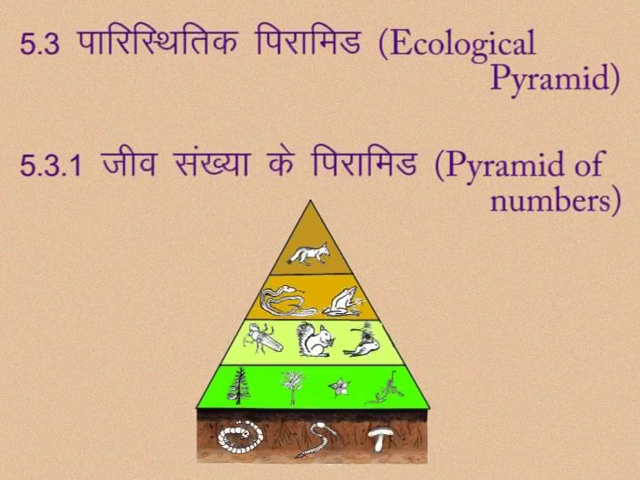 5.3 पारिस्थितिक पिरामिड (Ecological
Pyramid)
5.3.1 जीव संख्या के पिरामिड (Pyramid of
numbers)